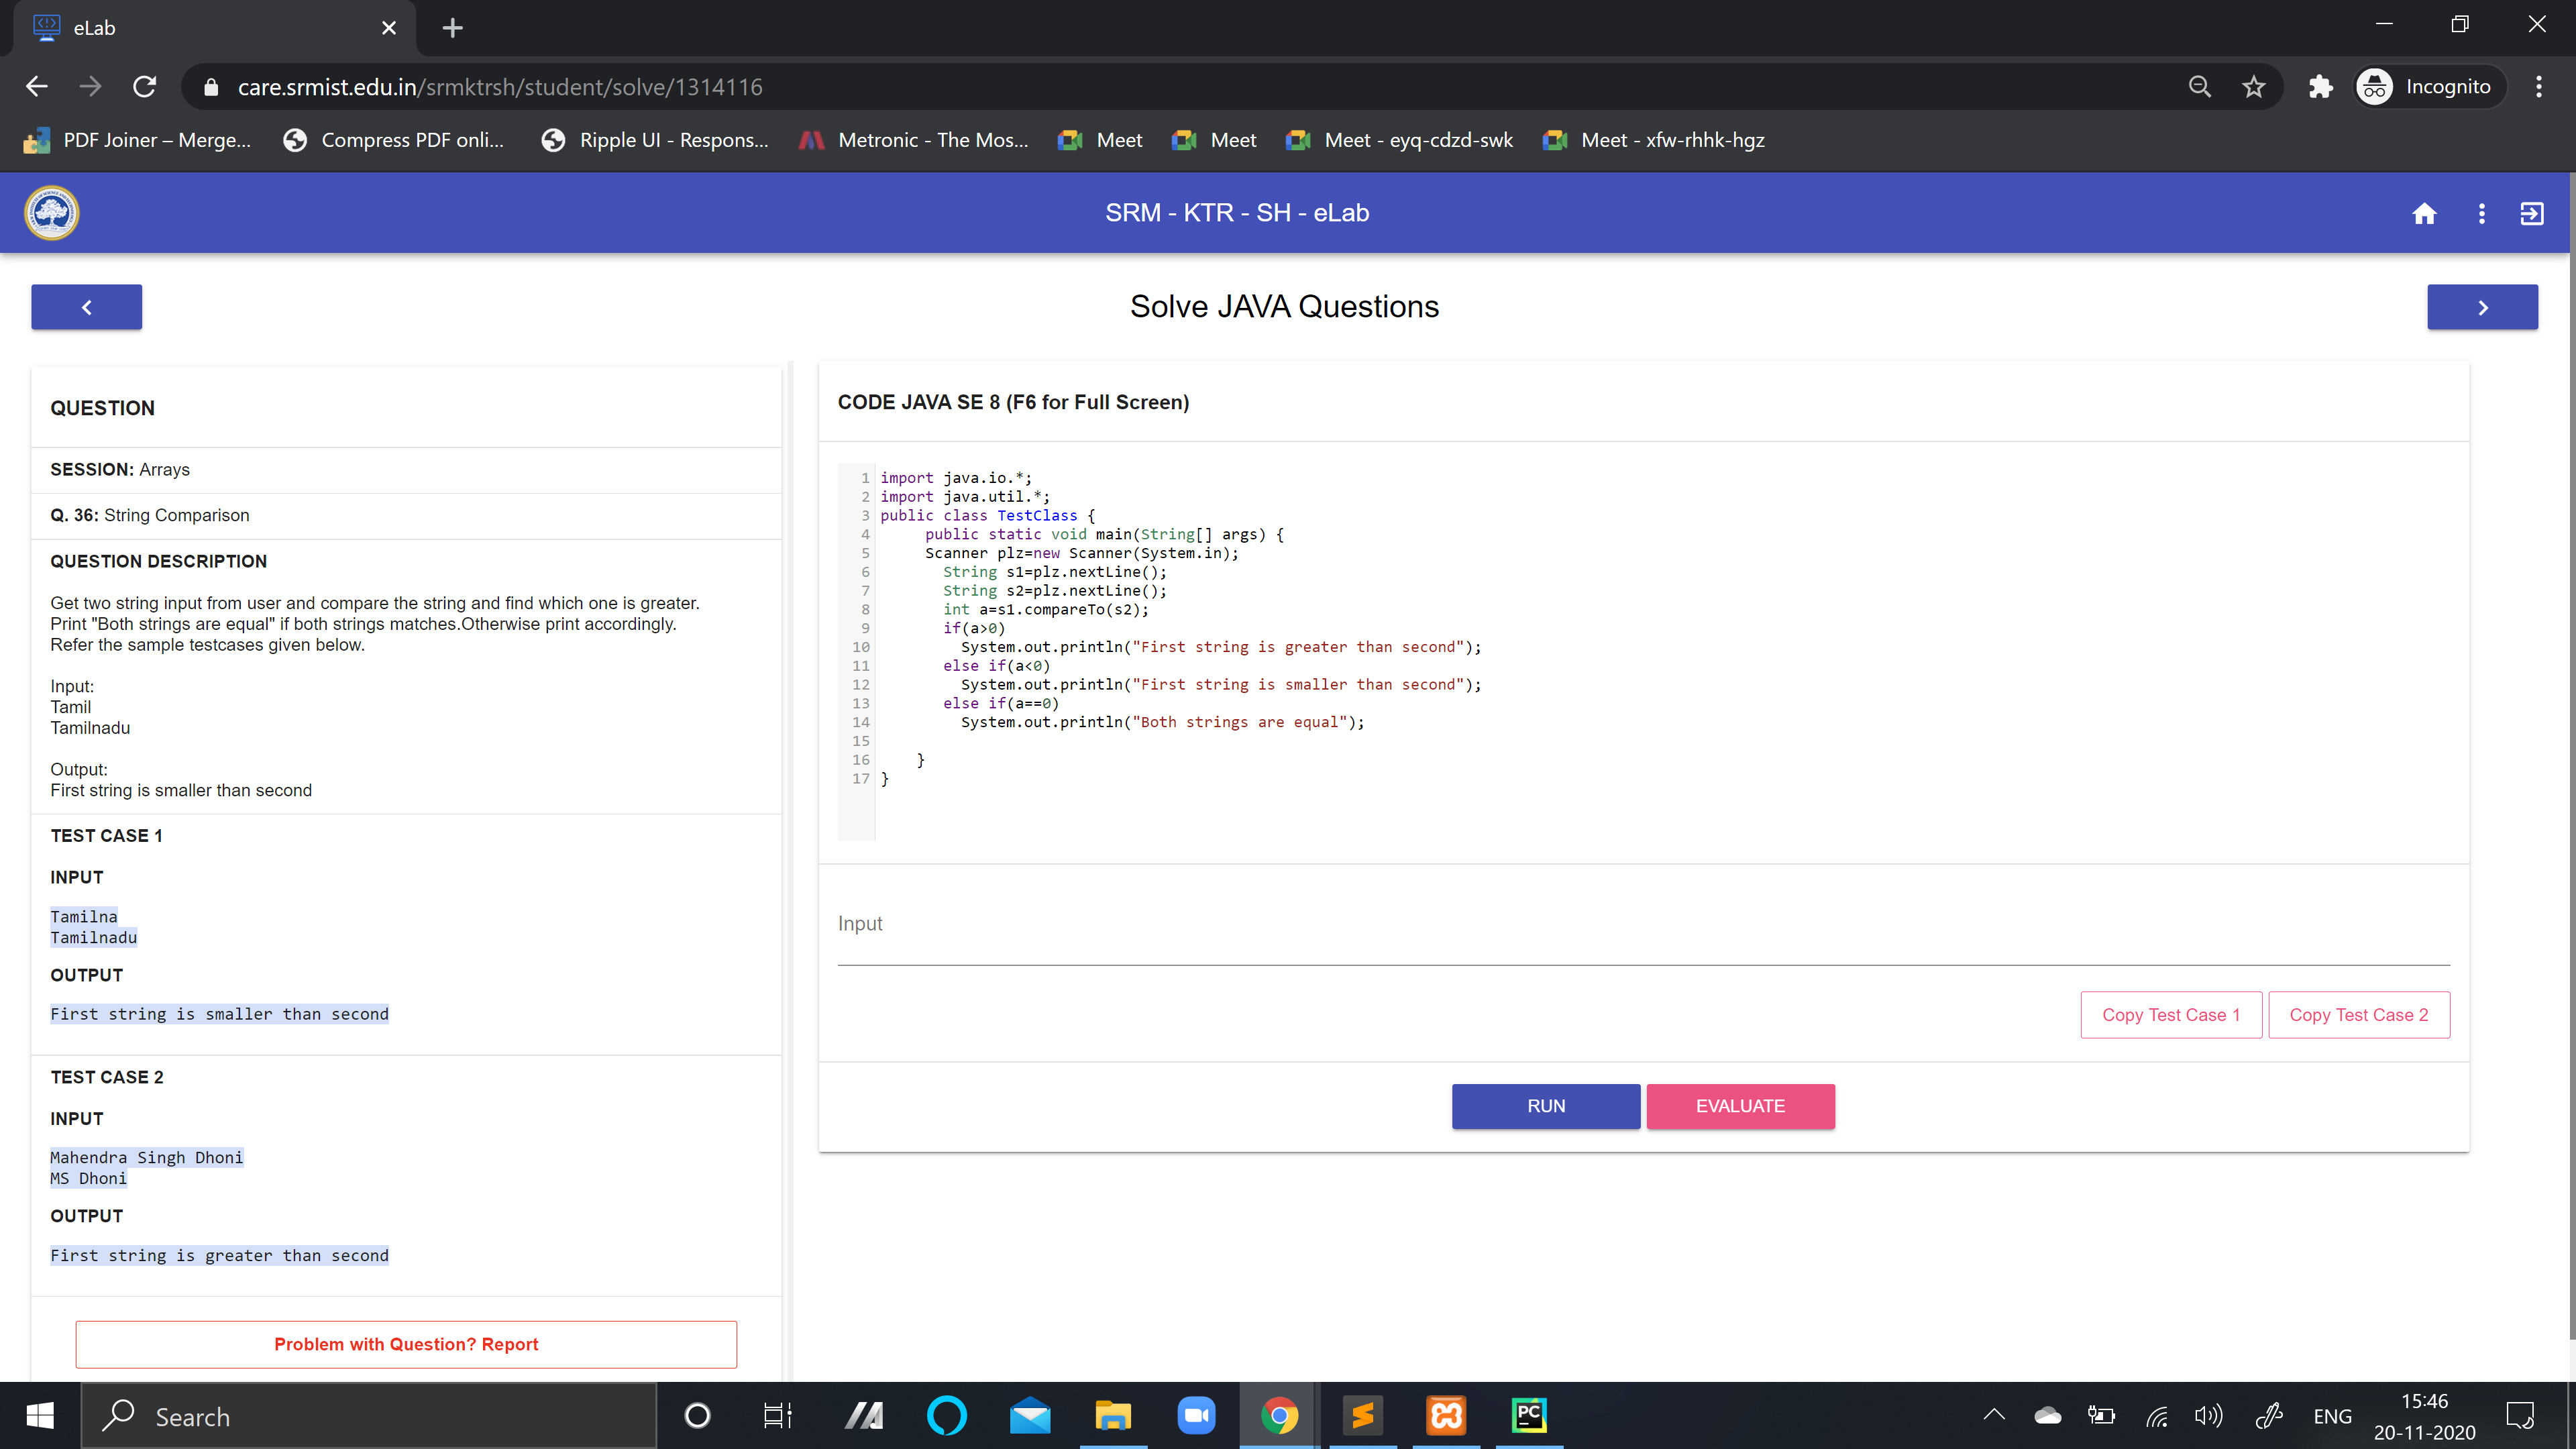 eLab
care.srmist.edu.in/srmktrsh/student/solve/1314116
Incognito
PDF Joiner – Merge...
Compress PDF onli...
Ripple UI - Respons...
Metronic - The Mos...
Meet
Meet
Meet - eyq-cdzd-swk
Meet - xfw-rhhk-hgz
SRM - KTR - SH - eLab
Solve JAVA Questions
QUESTION
SESSION: Arrays
Q. 36: String Comparison
QUESTION DESCRIPTION
Get two string input from user and compare the string and find which one is greater.
Print "Both strings are equal" if both strings matches.Otherwise print accordingly.
Refer the sample testcases given below.
Input:
Tamil
Tamilnadu
Output:
First string is smaller than second
TEST CASE 1
INPUT
Tamilna
Tamilnadu
OUTPUT
First string is smaller than second
TEST CASE 2
INPUT
Mahendra Singh Dhoni
MS Dhoni
OUTPUT
First string is greater than second
Problem with Question? Report
CODE JAVA SE 8 (F6 for Full Screen)
1 import java.io.*;
2 import java.util.*;
3 public class TestClass {
4 public static void main(String[] args) {
5 Scanner plz=new Scanner(System.in);
6 String s1=plz.nextLine();
7 String s2=plz.nextLine();
8 int a=s1.compareTo(s2);
9 if(a>0)
10 System.out.println("First string is greater than second");
11 else if(a<0)
12 System.out.println("First string is smaller than second");
13 else if(a==0)
14 System.out.println("Both strings are equal");
15
16 }
17 }
Input
Copy Test Case 1
Copy Test Case 2
RUN
EVALUATE
Search
PC
ENG
15:46
20-11-2020